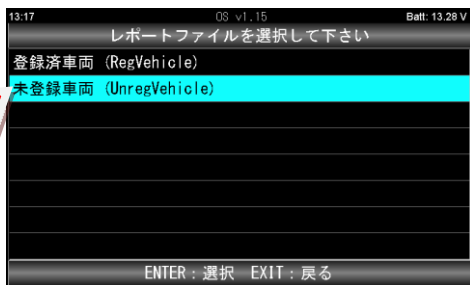 13:17 OS v1.15 Batt: 13.28 V
レポートファイルを選択して下さい
登録済車両 (RegVehicle)
未登録車両 (UnregVehicle)
ENTER：選択 EXIT：戻る